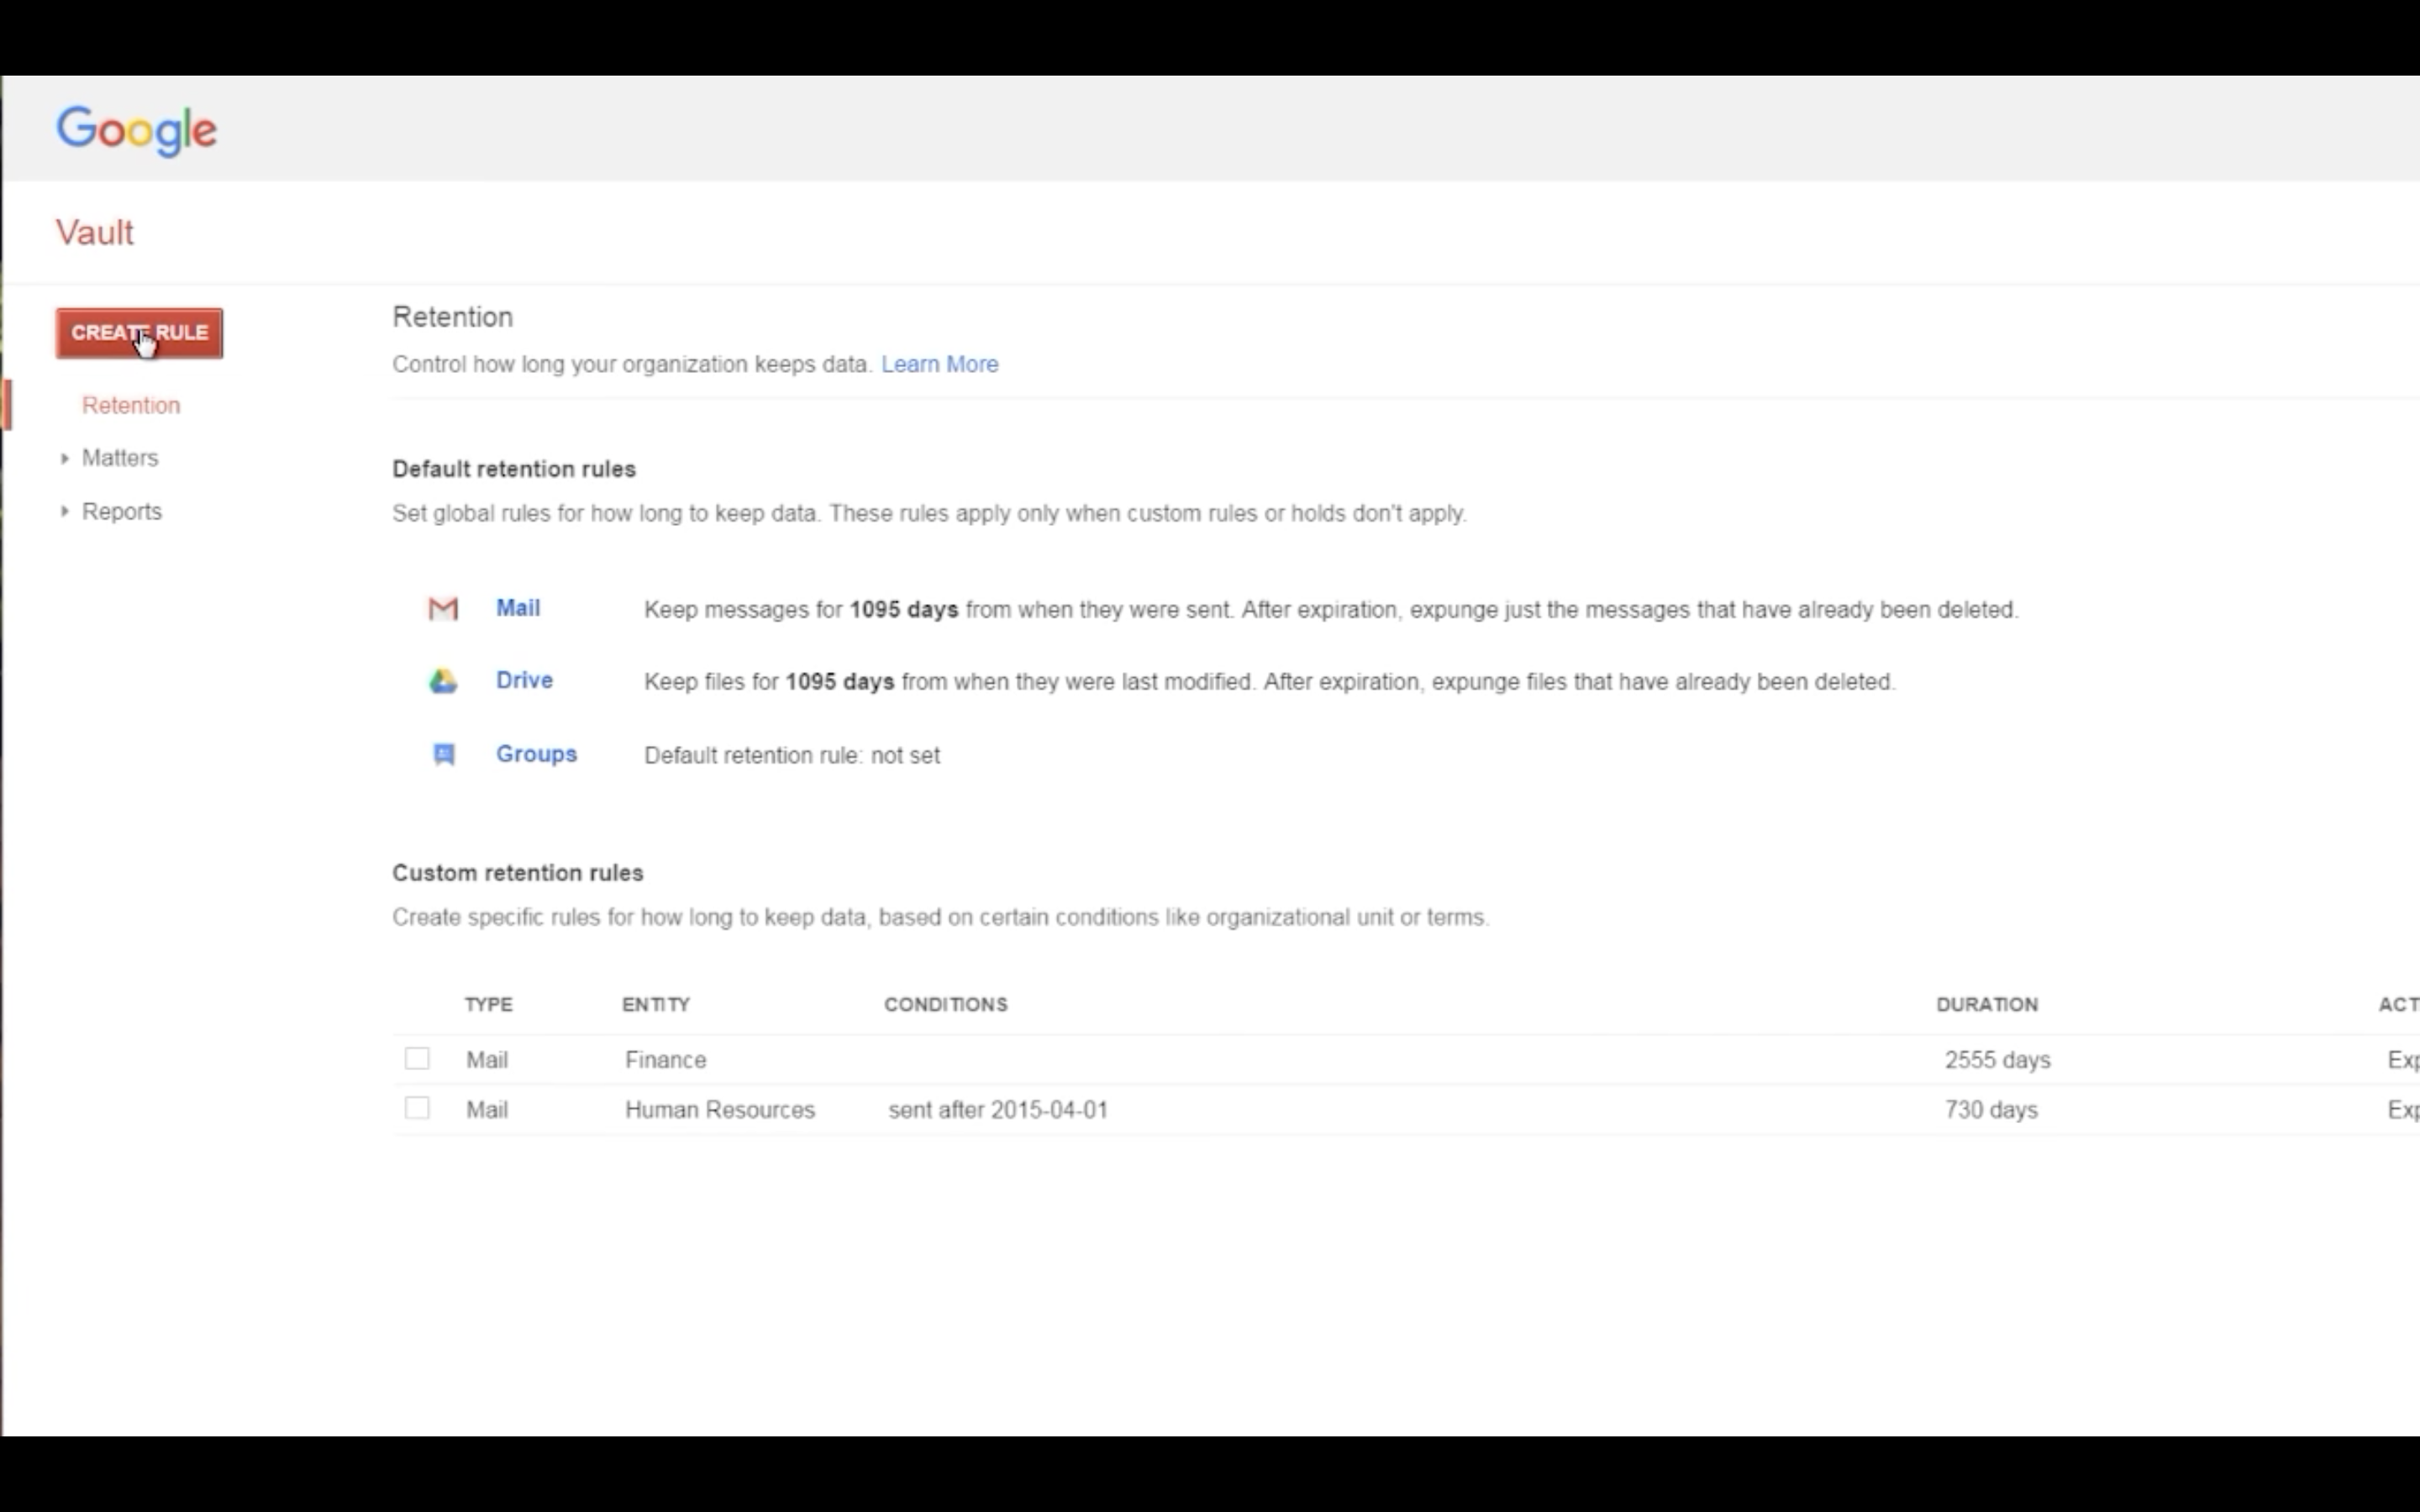 Google
Vault
CREATE RULE
Retention
Matters
Reports
Retention
Control how long your organization keeps data. Learn More
Default retention rules
Set global rules for how long to keep data. These rules apply only when custom rules or holds don't apply.
Mail Keep messages for 1095 days from when they were sent. After expiration, expunge just the messages that have already been deleted.
Drive Keep files for 1095 days from when they were last modified. After expiration, expunge files that have already been deleted.
Groups Default retention rule: not set
Custom retention rules
Create specific rules for how long to keep data, based on certain conditions like organizational unit or terms.
TYPE ENTITY CONDITIONS DURATION ACT
Mail Finance 2555 days Exp
Mail Human Resources sent after 2015-04-01 730 days Exp